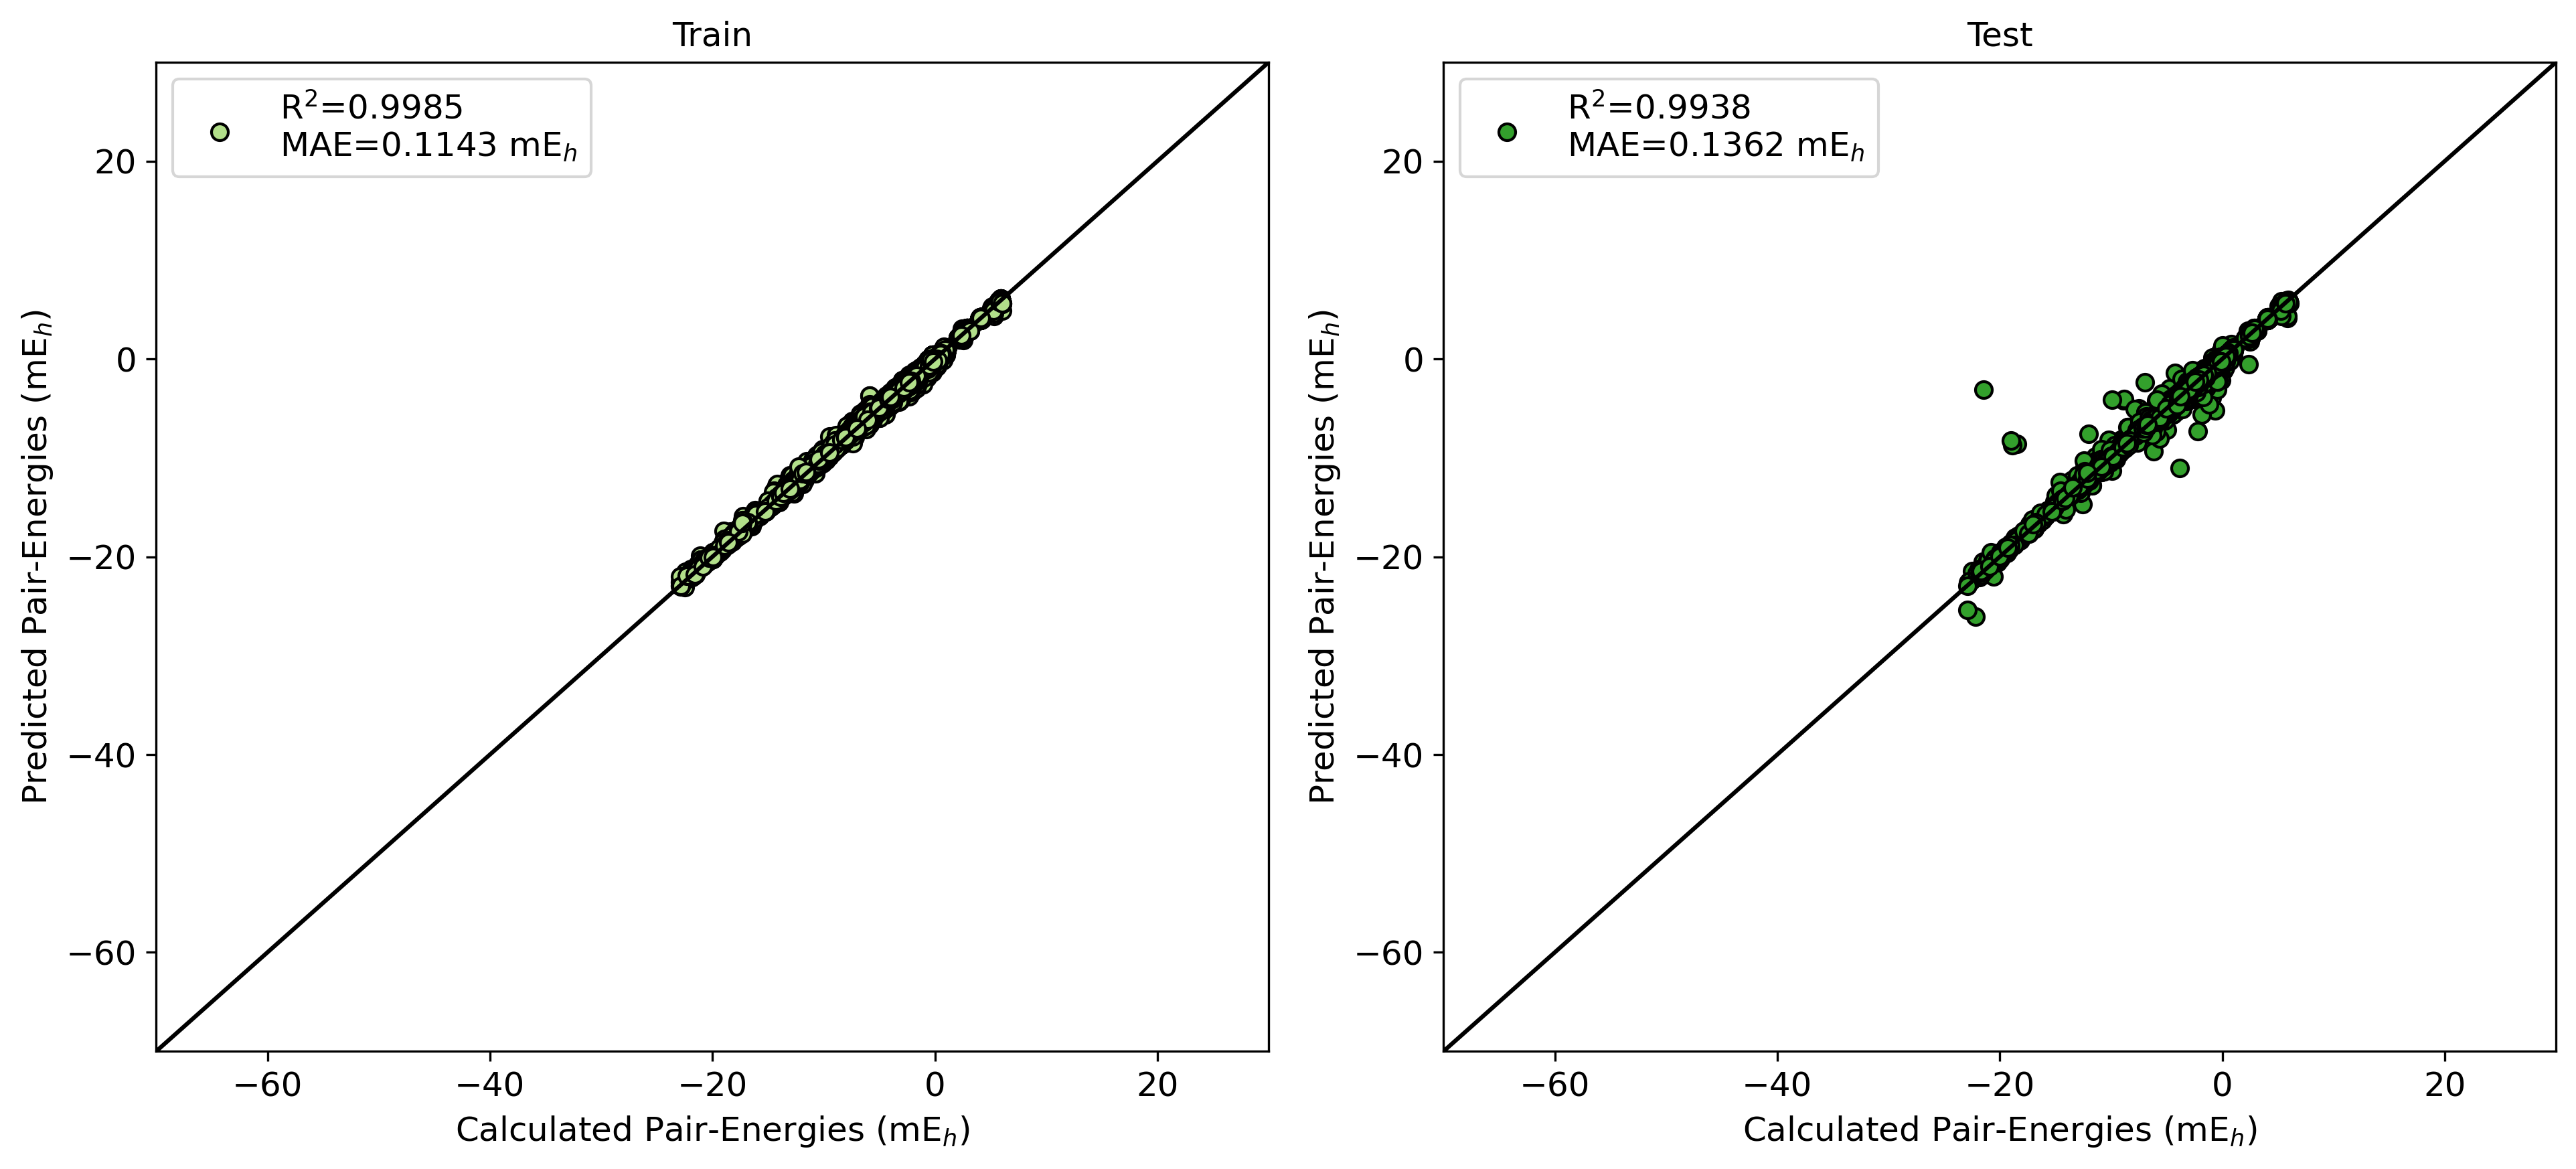 Train
R²=0.9985
MAE=0.1143 mEₕ
20
0
−20
−40
−60
−60
−40
−20
0
20
Predicted Pair-Energies (mEₕ)
Calculated Pair-Energies (mEₕ)
Test
R²=0.9938
MAE=0.1362 mEₕ
20
0
−20
−40
−60
−60
−40
−20
0
20
Predicted Pair-Energies (mEₕ)
Calculated Pair-Energies (mEₕ)